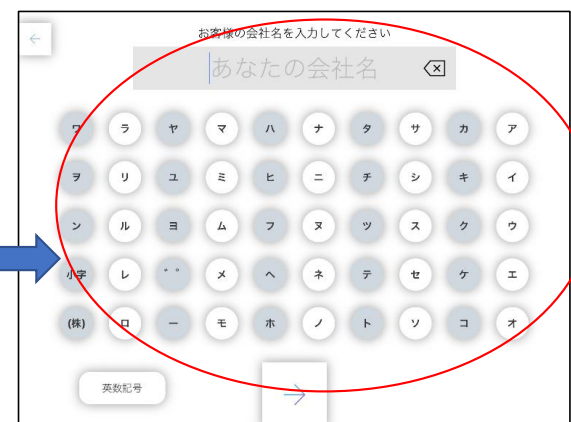 ←
お客様の会社名を入力してください
あなたの会社名
ワ ラ ヤ マ ハ ナ タ サ カ ア
ヲ リ ユ ミ ヒ ニ チ シ キ イ
ン ル ヨ ム フ ヌ ツ ス ク ウ
小字 レ ゛゜ メ ヘ ネ テ セ ケ エ
(株) ロ ー モ ホ ノ ト ソ コ オ
英数記号
→